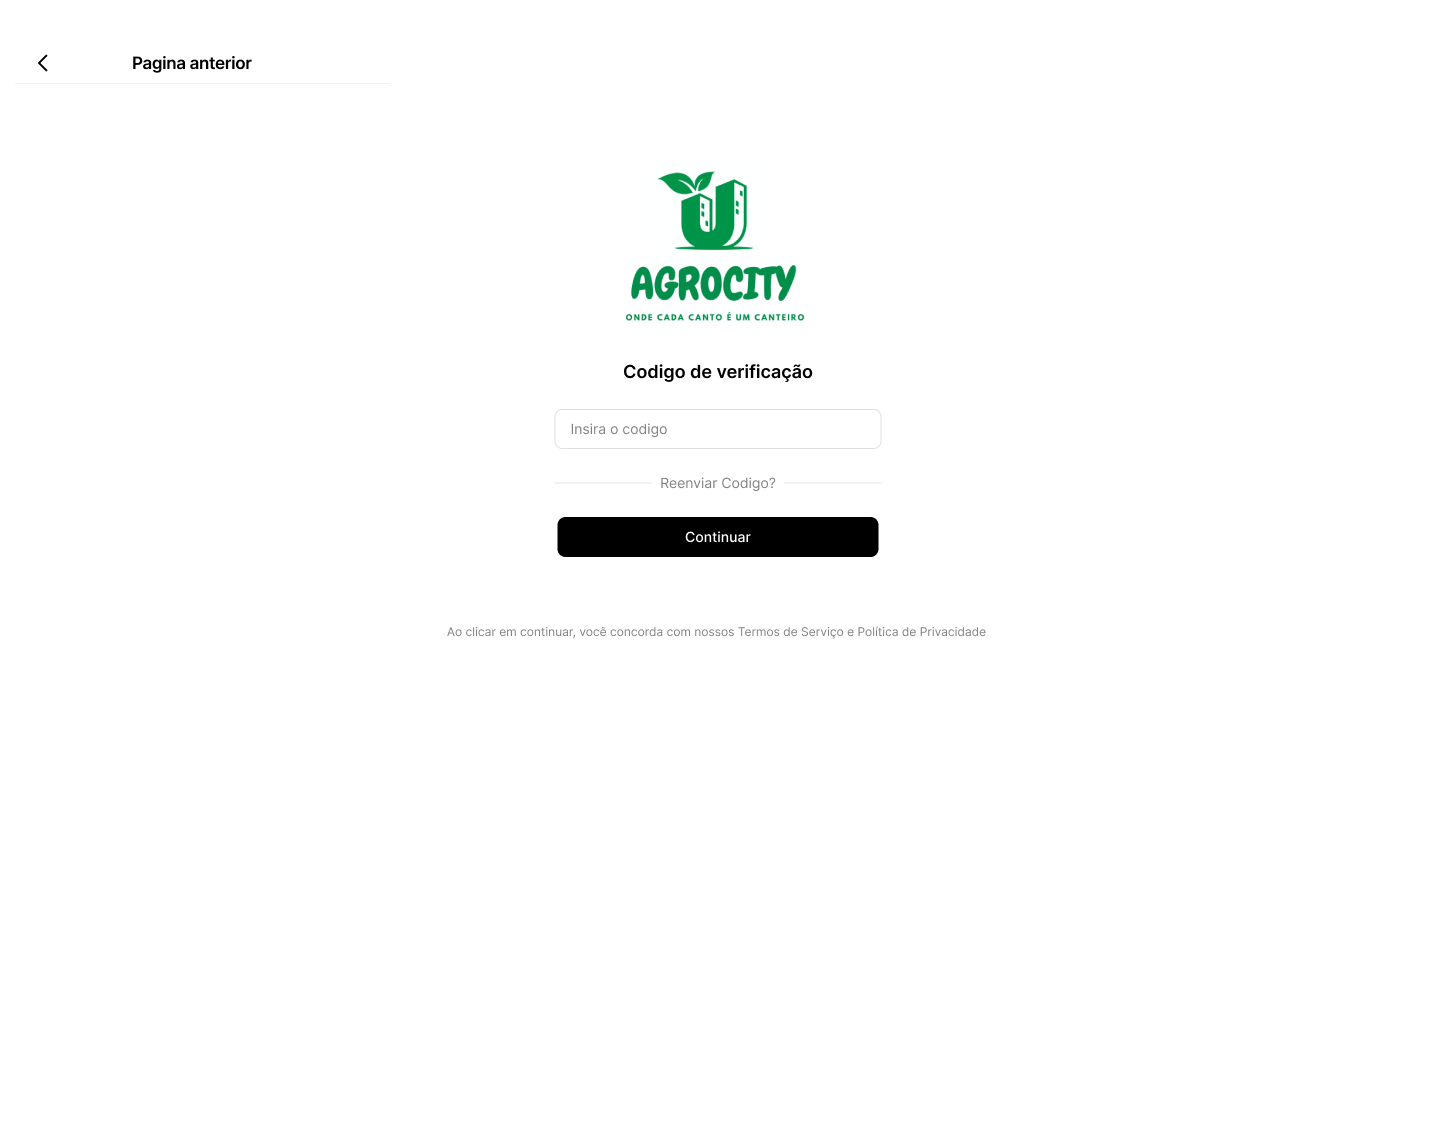 Pagina anterior
AGROCITY
ONDE CADA CANTO É UM CANTEIRO
Codigo de verificação
Insira o codigo
Reenviar Codigo?
Continuar
Ao clicar em continuar, você concorda com nossos Termos de Serviço e Política de Privacidade